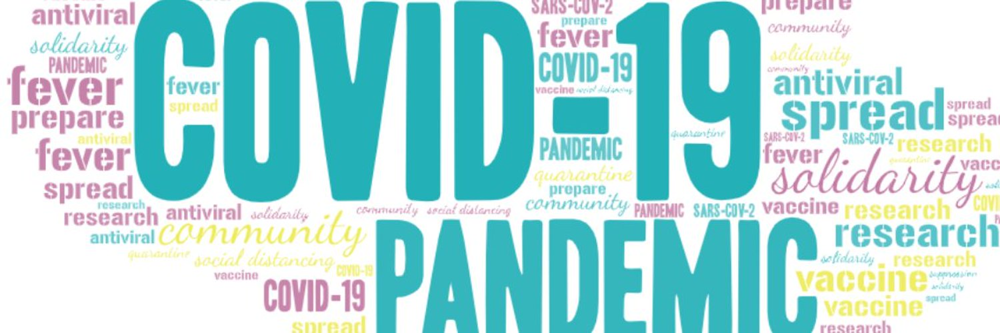 antiviral
solidarity
PANDEMIC
fever
prepare
antiviral
fever
spread
research
research
antiviral
solidarity
antiviral
community
quarantine
social distancing
vaccine
COVID-19
COVID-19
spread
COVID-19
fever
spread
SARS-COV-2
prepare
fever
COVID-19
vaccine
social distancing
PANDEMIC
quarantine
prepare
community
quarantine
community
social distancing
PANDEMIC
SARS-COV-2
PANDEMIC
prepare
community
solidarity
community
antiviral
spread
spread
spread
SARS-COV-2
SARS-COV-2
research
fever
quarantine
solidarity
vaccine
research
research
solidarity
research
vaccine
suppression
solidarity
spread
vaccine
research